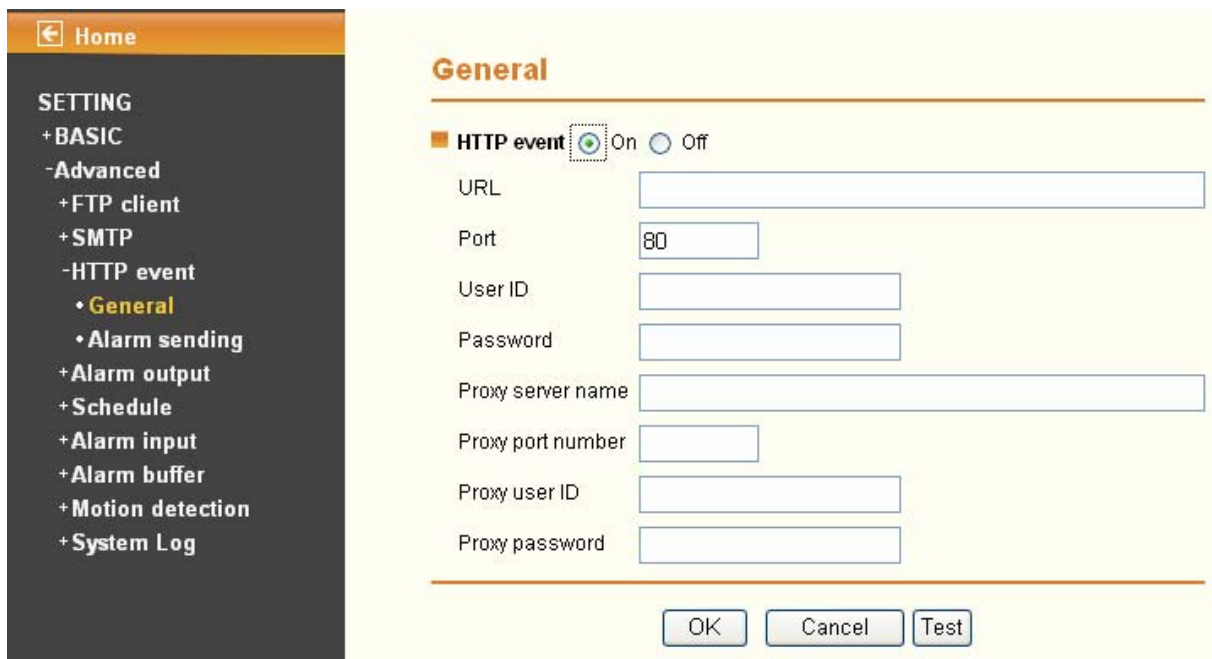 Home
SETTING
+BASIC
-Advanced
+FTP client
+SMTP
-HTTP event
•General
•Alarm sending
+Alarm output
+Schedule
+Alarm input
+Alarm buffer
+Motion detection
+System Log
General
HTTP event On Off
URL
Port 80
User ID
Password
Proxy server name
Proxy port number
Proxy user ID
Proxy password
OK Cancel Test